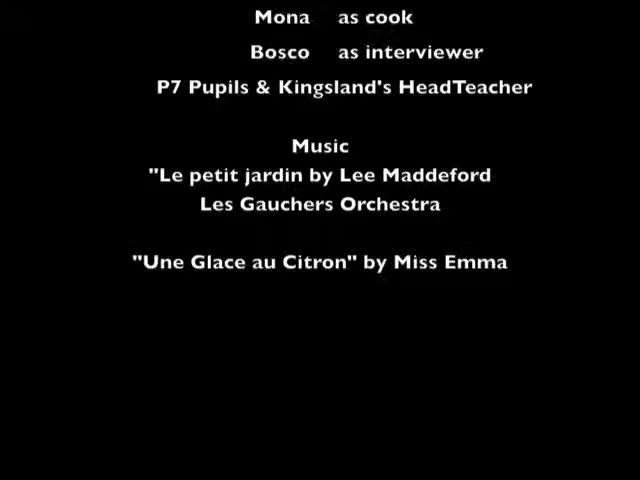 Mona as cook
Bosco as interviewer
P7 Pupils & Kingsland's HeadTeacher
Music
"Le petit jardin by Lee Maddeford
Les Gauchers Orchestra
"Une Glace au Citron" by Miss Emma